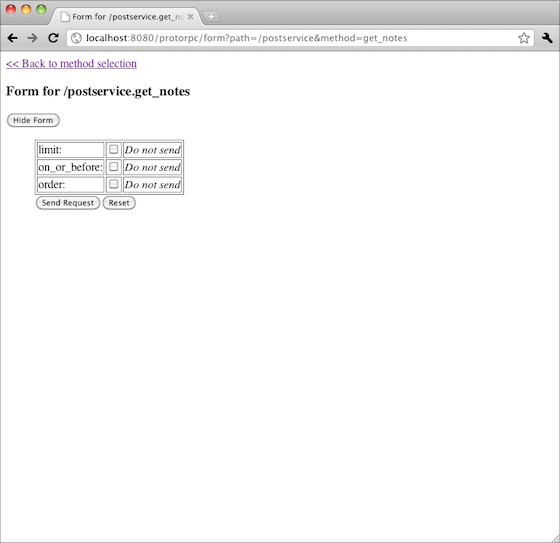 Form for /postservice.get_no
localhost:8080/protorpc/form?path=/postservice&method=get_notes
<< Back to method selection
Form for /postservice.get_notes
Hide Form
limit: Do not send
on_or_before: Do not send
order: Do not send
Send Request Reset